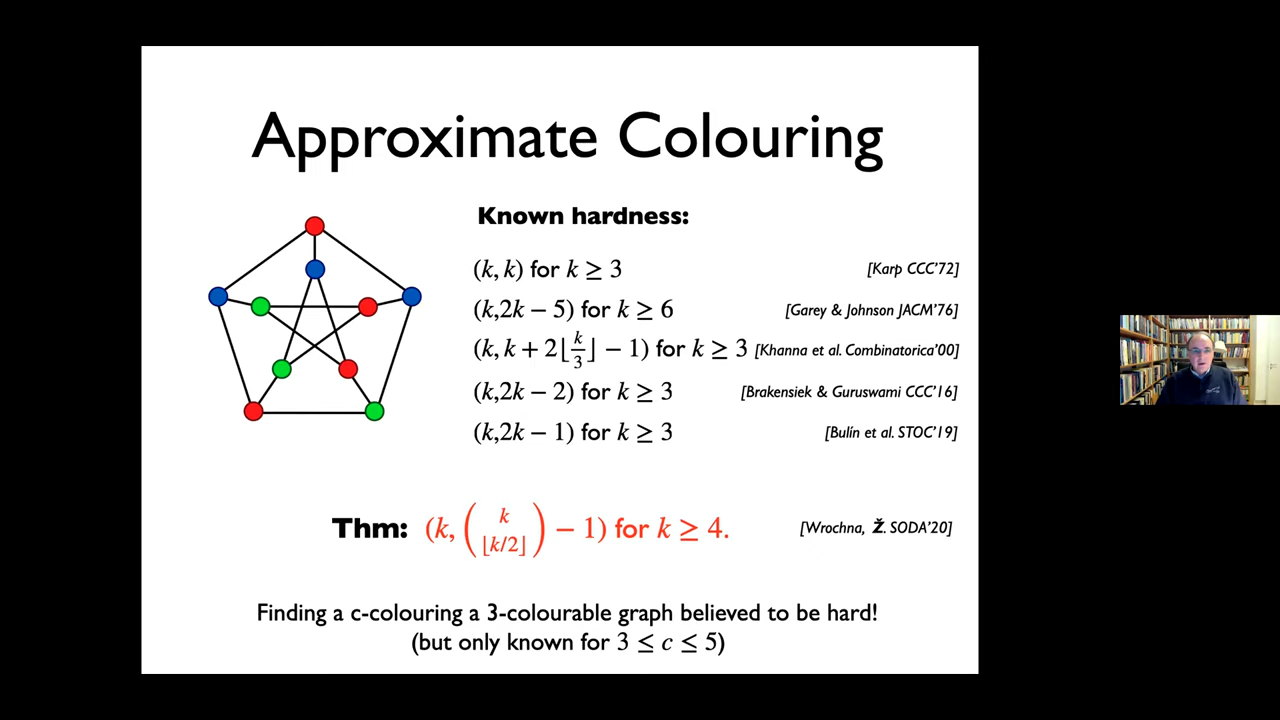 Approximate Colouring
Known hardness:
(k, k) for k ≥ 3 [Karp CCC'72]
(k,2k − 5) for k ≥ 6 [Garey & Johnson JACM'76]
(k, k + 2⌊k/3⌋ − 1) for k ≥ 3 [Khanna et al. Combinatorica'00]
(k,2k − 2) for k ≥ 3 [Brakensiek & Guruswami CCC'16]
(k,2k − 1) for k ≥ 3 [Bulín et al. STOC'19]
Thm: (k, (k ⌊k/2⌋) − 1) for k ≥ 4. [Wrochna, Ž. SODA'20]
Finding a c-colouring a 3-colourable graph believed to be hard!
(but only known for 3 ≤ c ≤ 5)